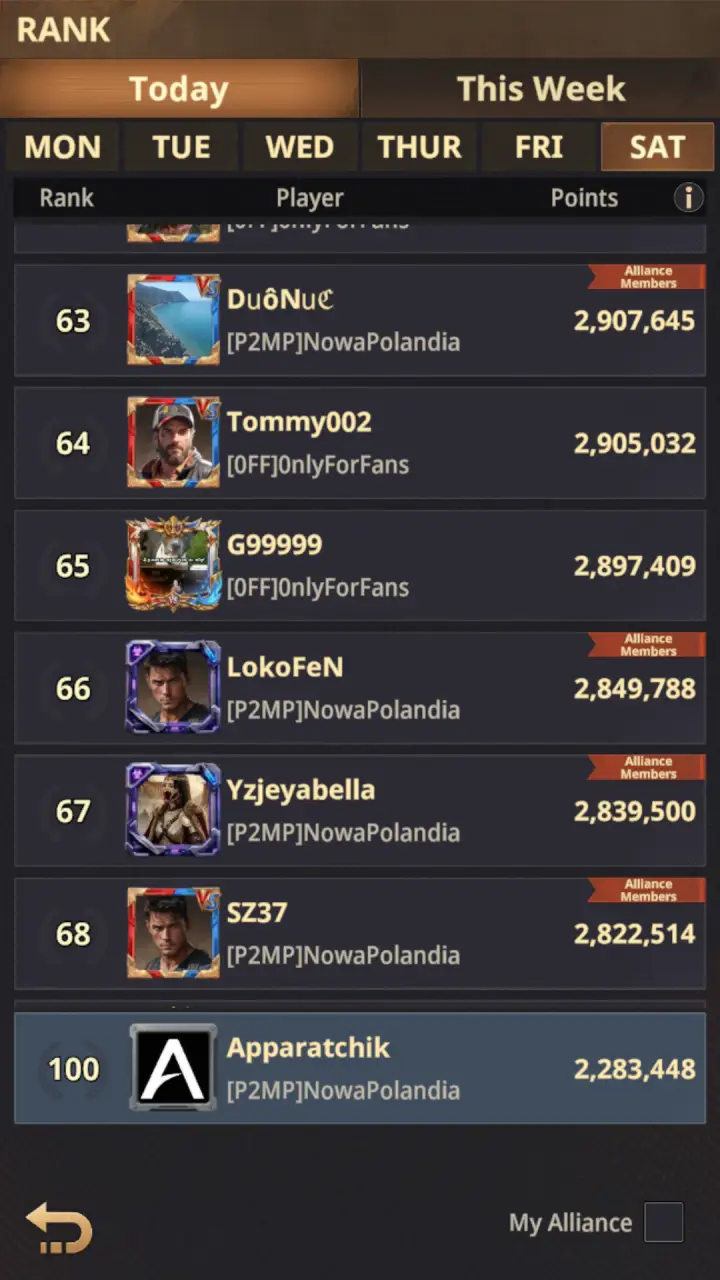 RANK
Today
This Week
MON
TUE
WED
THUR
FRI
SAT
Rank
Player
Points
[0FF]0nlyForFans
63
DuôNuℭ
[P2MP]NowaPolandia
Alliance
Members
2,907,645
64
Tommy002
[0FF]0nlyForFans
2,905,032
65
G99999
[0FF]0nlyForFans
2,897,409
66
LokoFeN
[P2MP]NowaPolandia
Alliance
Members
2,849,788
67
Yzjeyabella
[P2MP]NowaPolandia
Alliance
Members
2,839,500
68
SZ37
[P2MP]NowaPolandia
Alliance
Members
2,822,514
100
Apparatchik
[P2MP]NowaPolandia
2,283,448
My Alliance